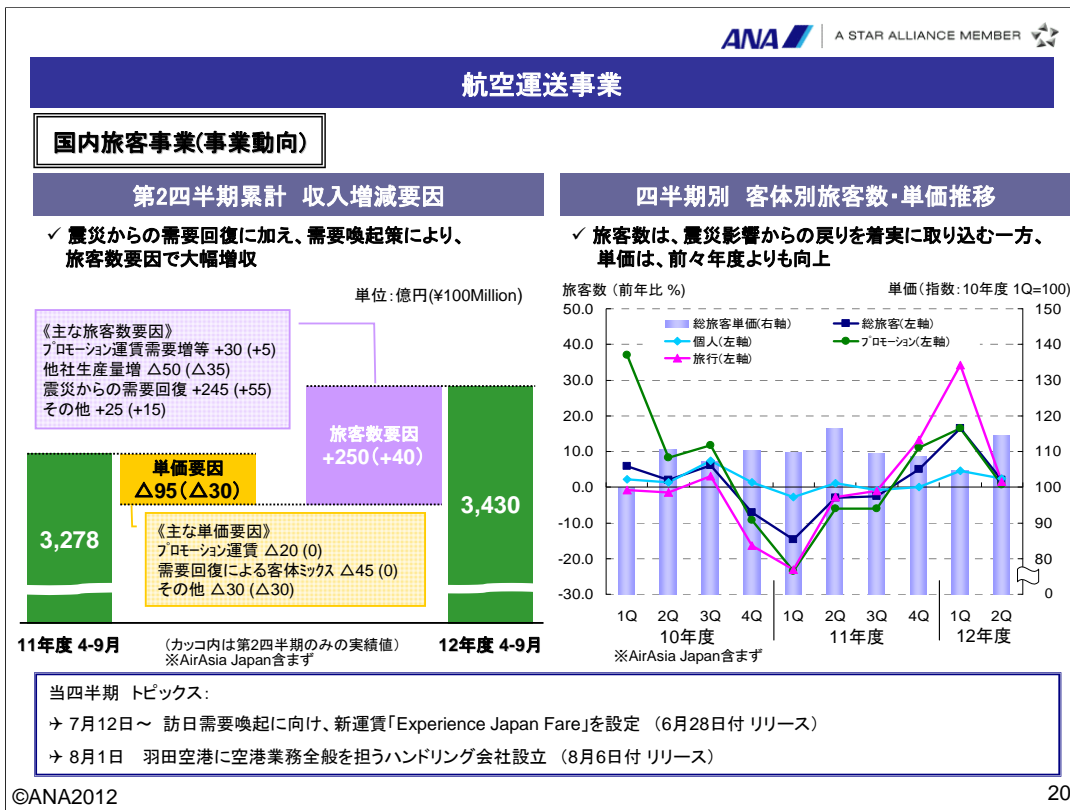 ANA
A STAR ALLIANCE MEMBER
航空運送事業
国内旅客事業(事業動向)
第2四半期累計 収入増減要因
✓ 震災からの需要回復に加え、需要喚起策により、
旅客数要因で大幅増収
単位：億円(¥100Million)
《主な旅客数要因》
プロモーション運賃需要増等 +30 (+5)
他社生産量増 △50 (△35)
震災からの需要回復 +245 (+55)
その他 +25 (+15)
旅客数要因
+250(+40)
単価要因
△95(△30)
3,278
3,430
《主な単価要因》
プロモーション運賃 △20 (0)
需要回復による客体ミックス △45 (0)
その他 △30 (△30)
11年度 4-9月
(カッコ内は第2四半期のみの実績値)
※AirAsia Japan含まず
12年度 4-9月
四半期別 客体別旅客数・単価推移
✓ 旅客数は、震災影響からの戻りを着実に取り込む一方、
単価は、前々年度よりも向上
旅客数 (前年比 %)
単価(指数：10年度 1Q=100)
総旅客単価(右軸)
総旅客(左軸)
個人(左軸)
プロモーション(左軸)
旅行(左軸)
50.0
40.0
30.0
20.0
10.0
0.0
-10.0
-20.0
-30.0
150
140
130
120
110
100
90
80
0
1Q 2Q 3Q 4Q 1Q 2Q 3Q 4Q 1Q 2Q
10年度 11年度 12年度
※AirAsia Japan含まず
当四半期 トピックス：
✈ 7月12日～ 訪日需要喚起に向け、新運賃「Experience Japan Fare」を設定 (6月28日付 リリース)
✈ 8月1日 羽田空港に空港業務全般を担うハンドリング会社設立 (8月6日付 リリース)
©ANA2012
20